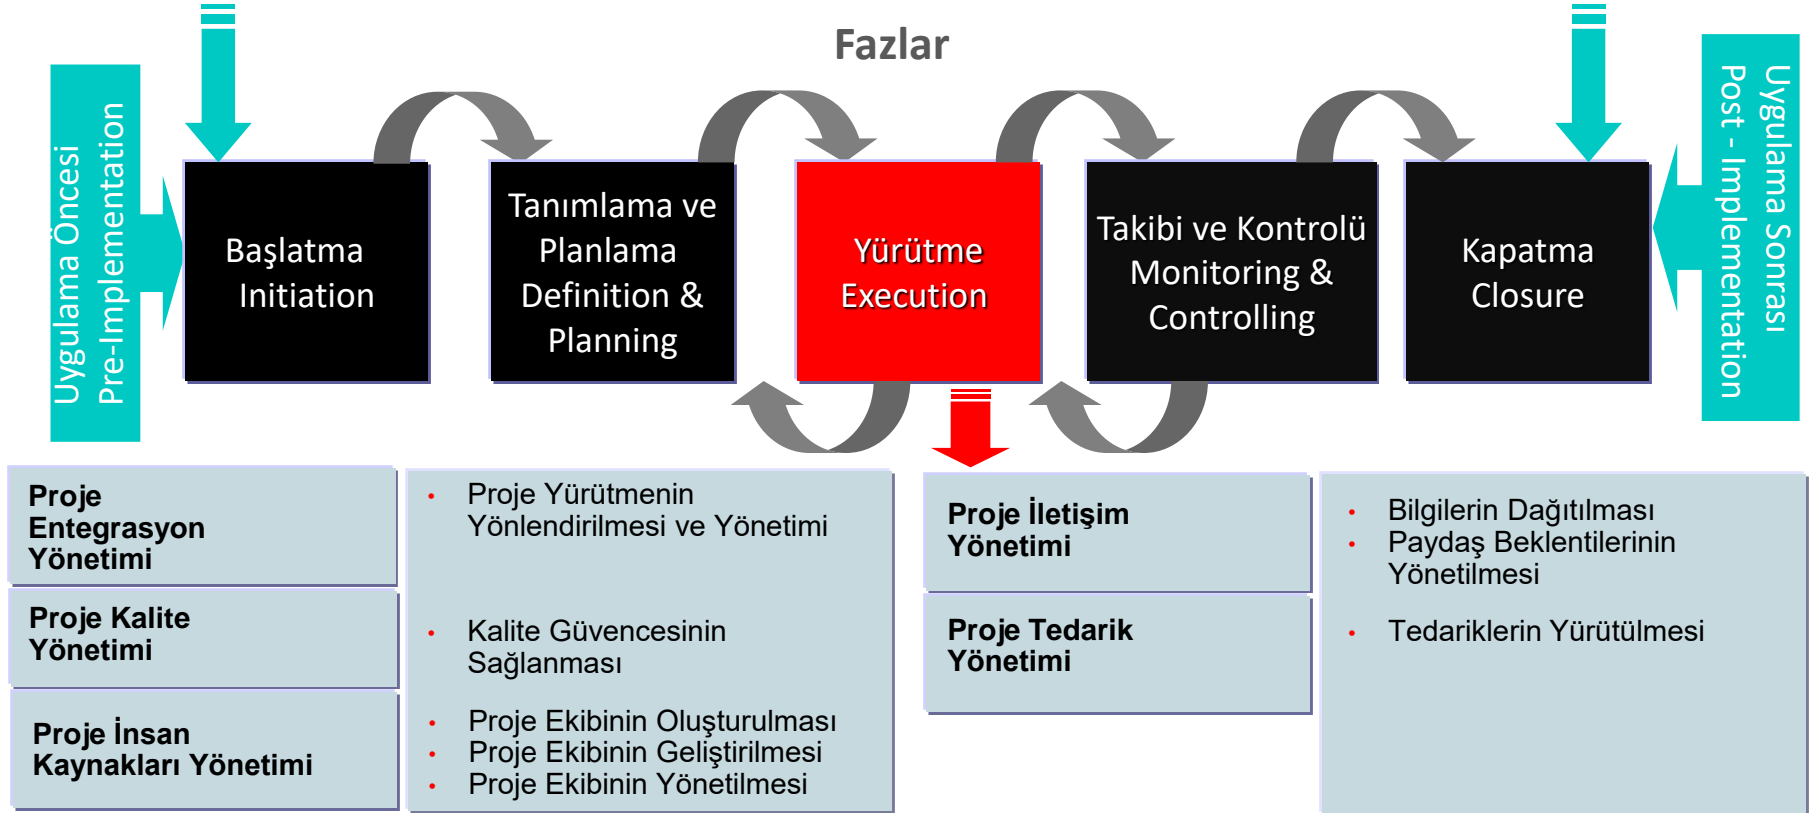 Fazlar
Uygulama Öncesi
Pre-Implementation
Başlatma
Initiation
Tanımlama ve
Planlama
Definition &
Planning
Yürütme
Execution
Takibi ve Kontrolü
Monitoring &
Controlling
Kapatma
Closure
Uygulama Sonrası
Post - Implementation
Proje
Entegrasyon
Yönetimi
• Proje Yürütmenin
Yönlendirilmesi ve Yönetimi
Proje Kalite
Yönetimi
• Kalite Güvencesinin
Sağlanması
Proje İnsan
Kaynakları Yönetimi
• Proje Ekibinin Oluşturulması
• Proje Ekibinin Geliştirilmesi
• Proje Ekibinin Yönetilmesi
Proje İletişim
Yönetimi
• Bilgilerin Dağıtılması
• Paydaş Beklentilerinin
Yönetilmesi
Proje Tedarik
Yönetimi
• Tedariklerin Yürütülmesi